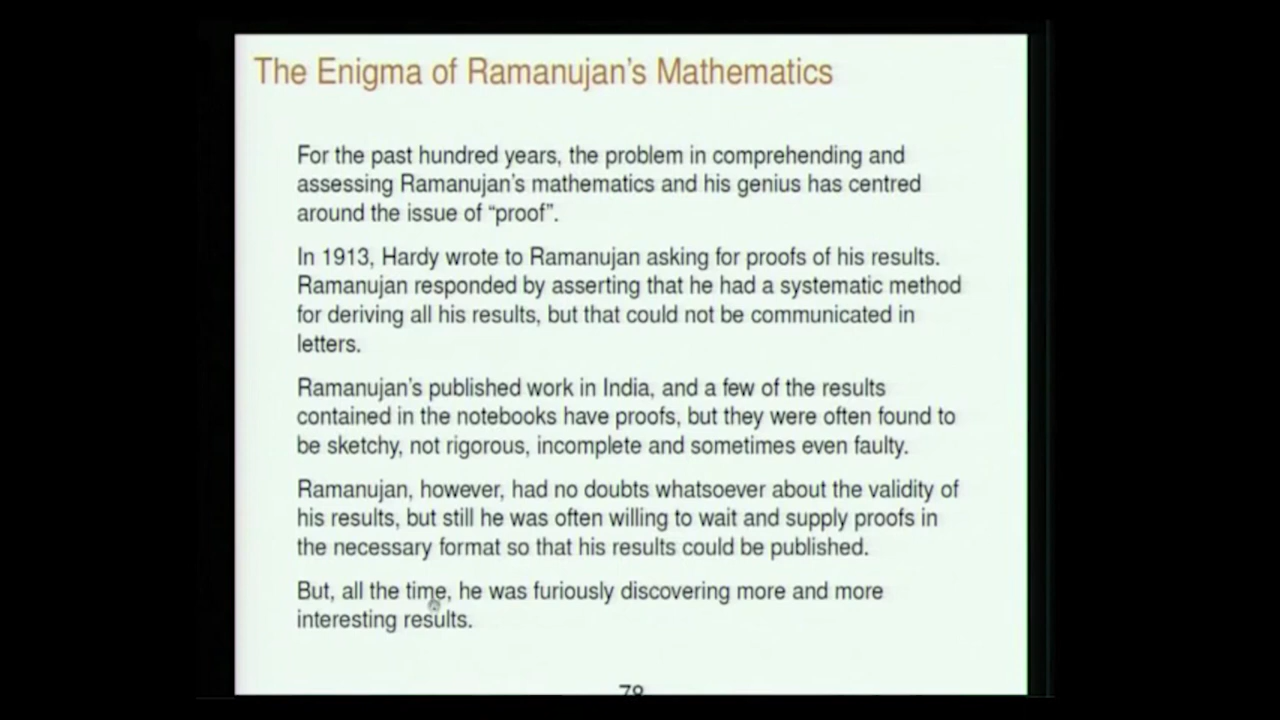 The Enigma of Ramanujan's Mathematics
For the past hundred years, the problem in comprehending and
assessing Ramanujan's mathematics and his genius has centred
around the issue of “proof”.
In 1913, Hardy wrote to Ramanujan asking for proofs of his results.
Ramanujan responded by asserting that he had a systematic method
for deriving all his results, but that could not be communicated in
letters.
Ramanujan's published work in India, and a few of the results
contained in the notebooks have proofs, but they were often found to
be sketchy, not rigorous, incomplete and sometimes even faulty.
Ramanujan, however, had no doubts whatsoever about the validity of
his results, but still he was often willing to wait and supply proofs in
the necessary format so that his results could be published.
But, all the time, he was furiously discovering more and more
interesting results.